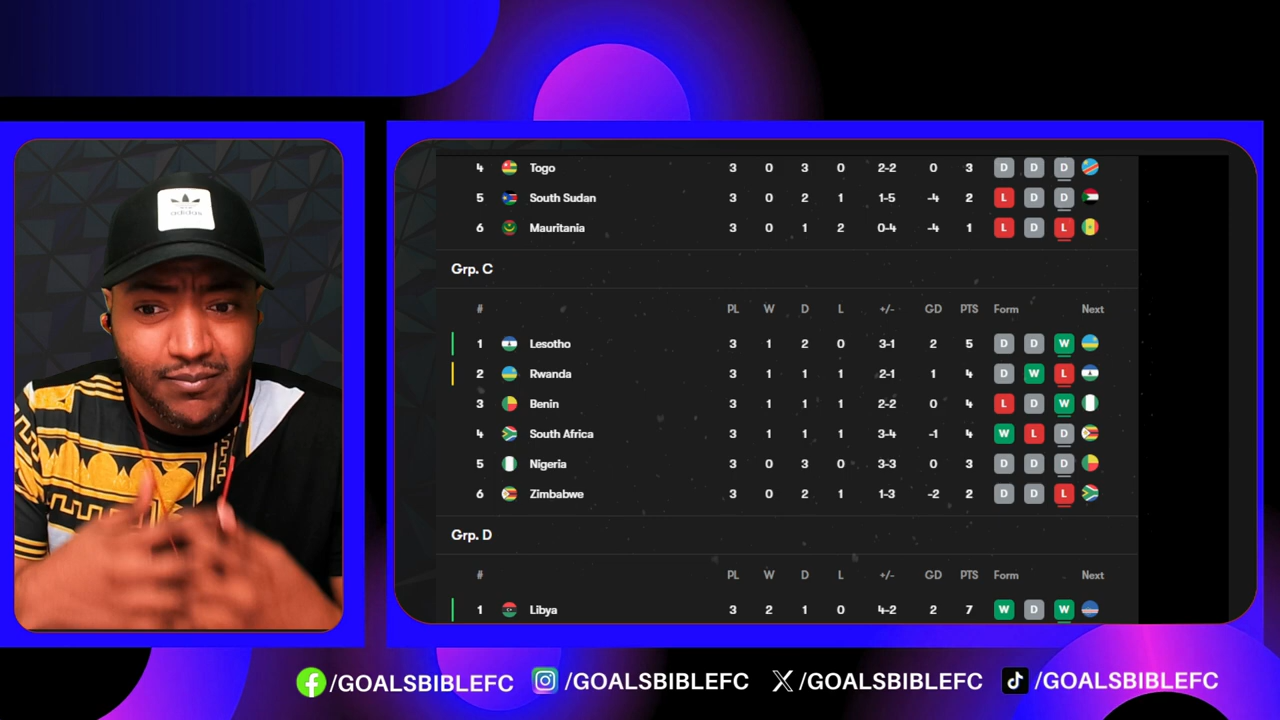 adidas
4 Togo 3 0 3 0 2-2 0 3 D D D
5 South Sudan 3 0 2 1 1-5 -4 2 L D D
6 Mauritania 3 0 1 2 0-4 -4 1 L D L
Grp. C
# PL W D L +/- GD PTS Form Next
1 Lesotho 3 1 2 0 3-1 2 5 D D W
2 Rwanda 3 1 1 1 2-1 1 4 D W L
3 Benin 3 1 1 1 2-2 0 4 L D W
4 South Africa 3 1 1 1 3-4 -1 4 W L D
5 Nigeria 3 0 3 0 3-3 0 3 D D D
6 Zimbabwe 3 0 2 1 1-3 -2 2 D D L
Grp. D
# PL W D L +/- GD PTS Form Next
1 Libya 3 2 1 0 4-2 2 7 W D W
/GOALSBIBLEFC /GOALSBIBLEFC /GOALSBIBLEFC /GOALSBIBLEFC